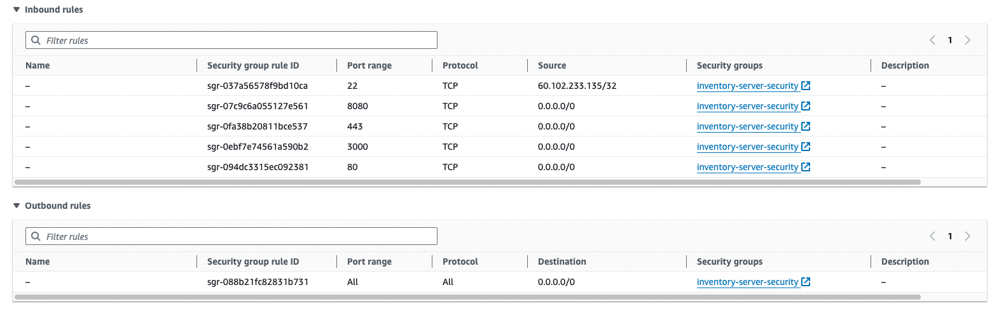 Inbound rules
Filter rules
1
Name Security group rule ID Port range Protocol Source Security groups Description
– sgr-037a56578f9bd10ca 22 TCP 60.102.233.135/32 inventory-server-security –
– sgr-07c9c6a055127e561 8080 TCP 0.0.0.0/0 inventory-server-security –
– sgr-0fa38b20811bce537 443 TCP 0.0.0.0/0 inventory-server-security –
– sgr-0ebf7e74561a590b2 3000 TCP 0.0.0.0/0 inventory-server-security –
– sgr-094dc3315ec092381 80 TCP 0.0.0.0/0 inventory-server-security –
Outbound rules
Filter rules
1
Name Security group rule ID Port range Protocol Destination Security groups Description
– sgr-088b21fc82831b731 All All 0.0.0.0/0 inventory-server-security –